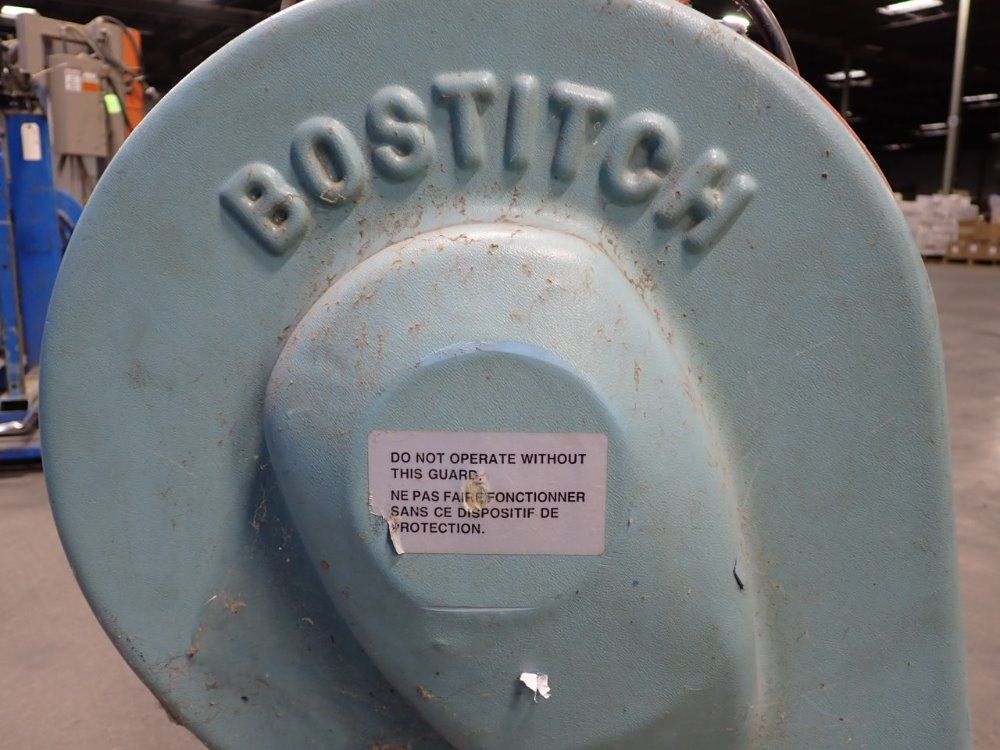 BOSTITCH
DO NOT OPERATE WITHOUT
THIS GUARD.
NE PAS FAIRE FONCTIONNER
SANS CE DISPOSITIF DE
PROTECTION.